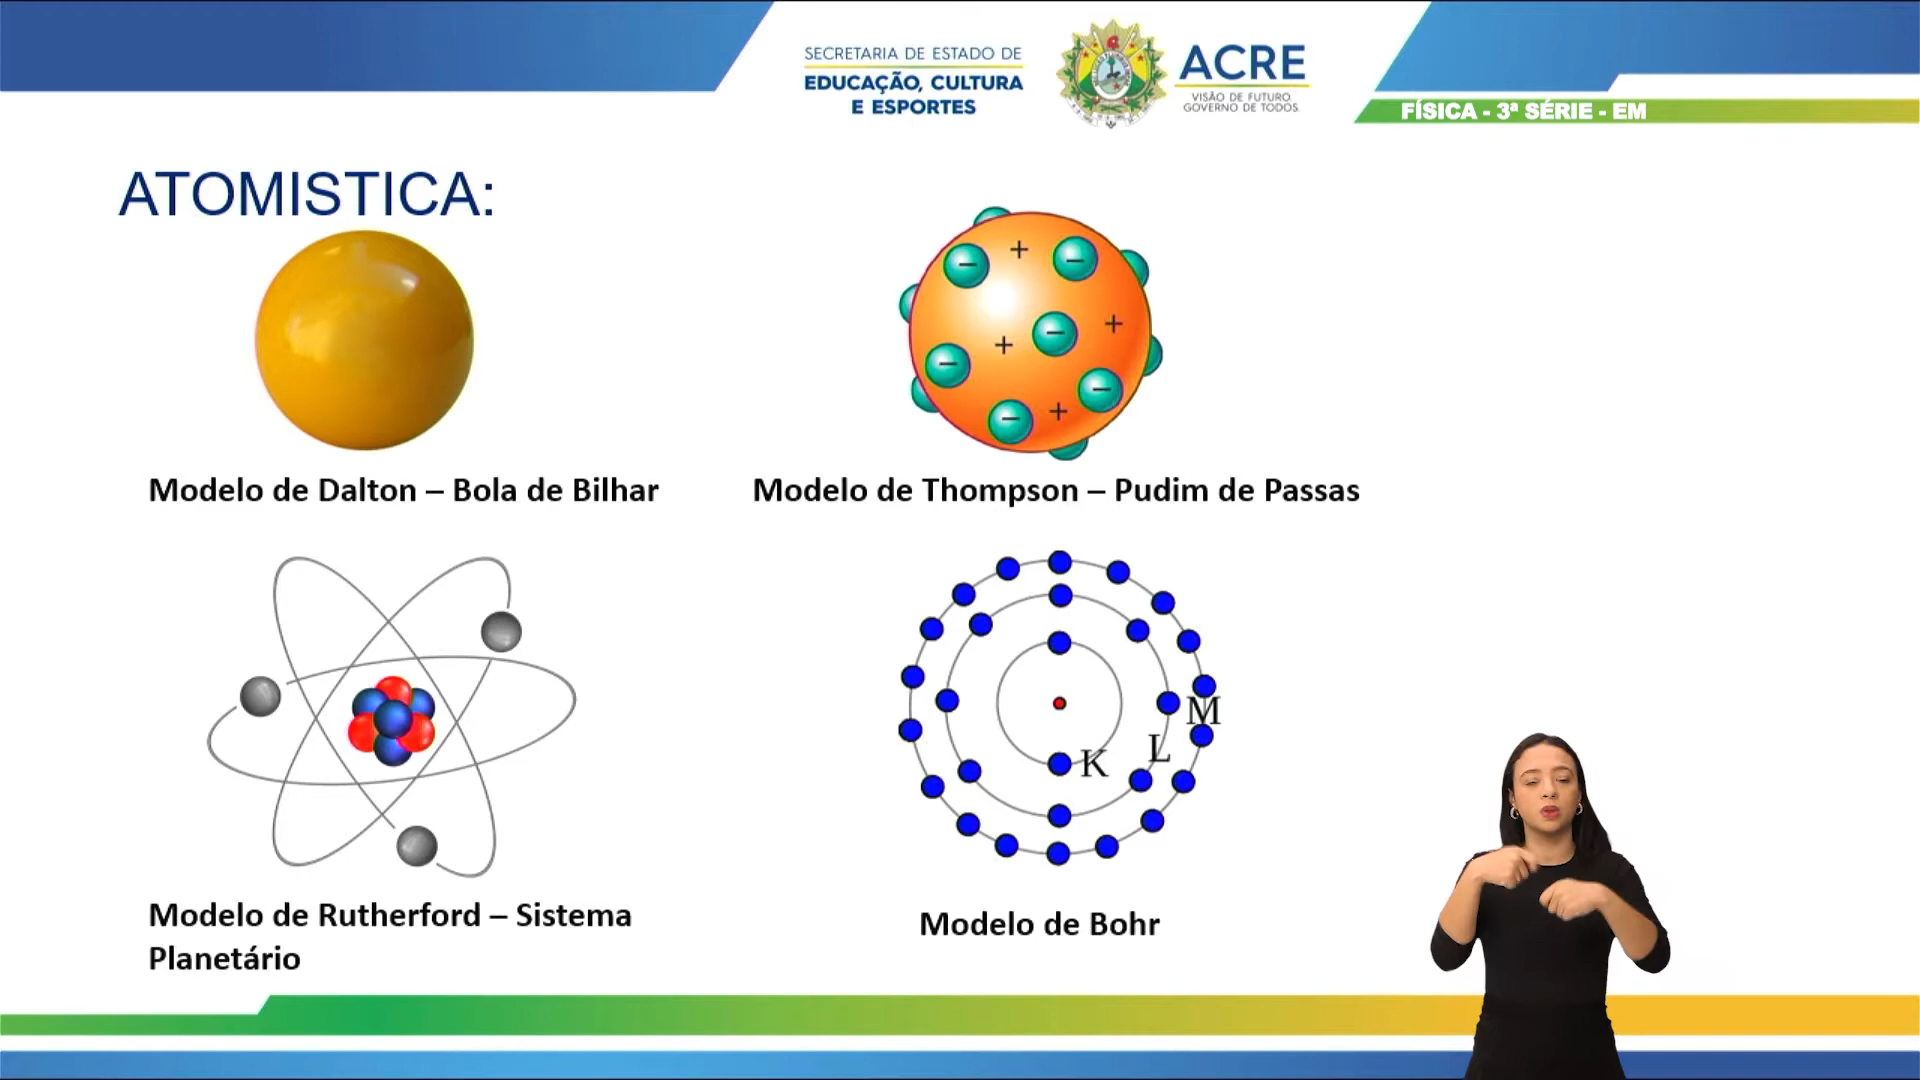 SECRETARIA DE ESTADO DE
EDUCAÇÃO, CULTURA
E ESPORTES
ACRE
VISÃO DE FUTURO.
GOVERNO DE TODOS.
FÍSICA - 3ª SÉRIE - EM
ATOMISTICA:
Modelo de Dalton – Bola de Bilhar
Modelo de Thompson – Pudim de Passas
M
L
K
Modelo de Rutherford – Sistema
Planetário
Modelo de Bohr